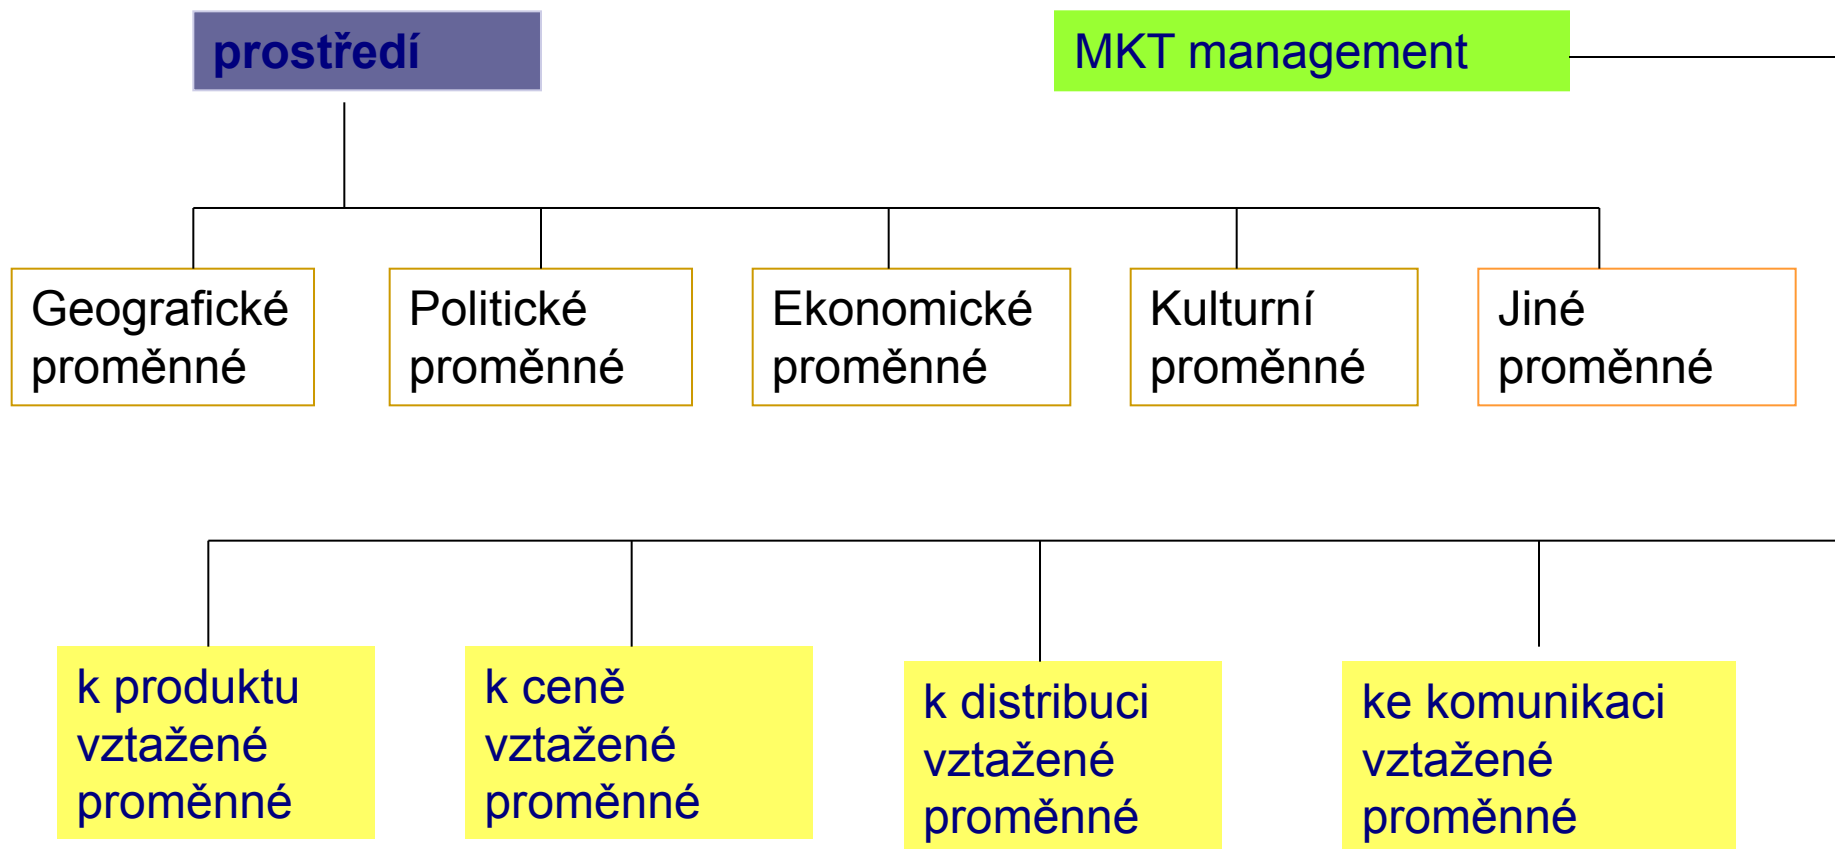 prostředí
MKT management
Geografické
proměnné
Politické
proměnné
Ekonomické
proměnné
Kulturní
proměnné
Jiné
proměnné
k produktu
vztažené
proměnné
k ceně
vztažené
proměnné
k distribuci
vztažené
proměnné
ke komunikaci
vztažené
proměnné